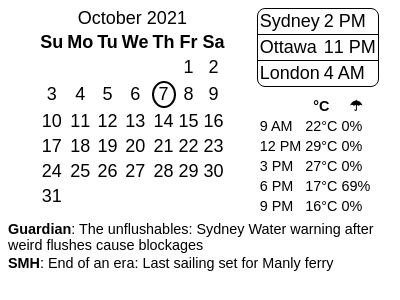 October 2021
Su Mo Tu We Th Fr Sa
1 2
3 4 5 6 7 8 9
10 11 12 13 14 15 16
17 18 19 20 21 22 23
24 25 26 27 28 29 30
31
Sydney 2 PM
Ottawa 11 PM
London 4 AM
°C ☂
9 AM 22°C 0%
12 PM 29°C 0%
3 PM 27°C 0%
6 PM 17°C 69%
9 PM 16°C 0%
Guardian: The unflushables: Sydney Water warning after
weird flushes cause blockages
SMH: End of an era: Last sailing set for Manly ferry